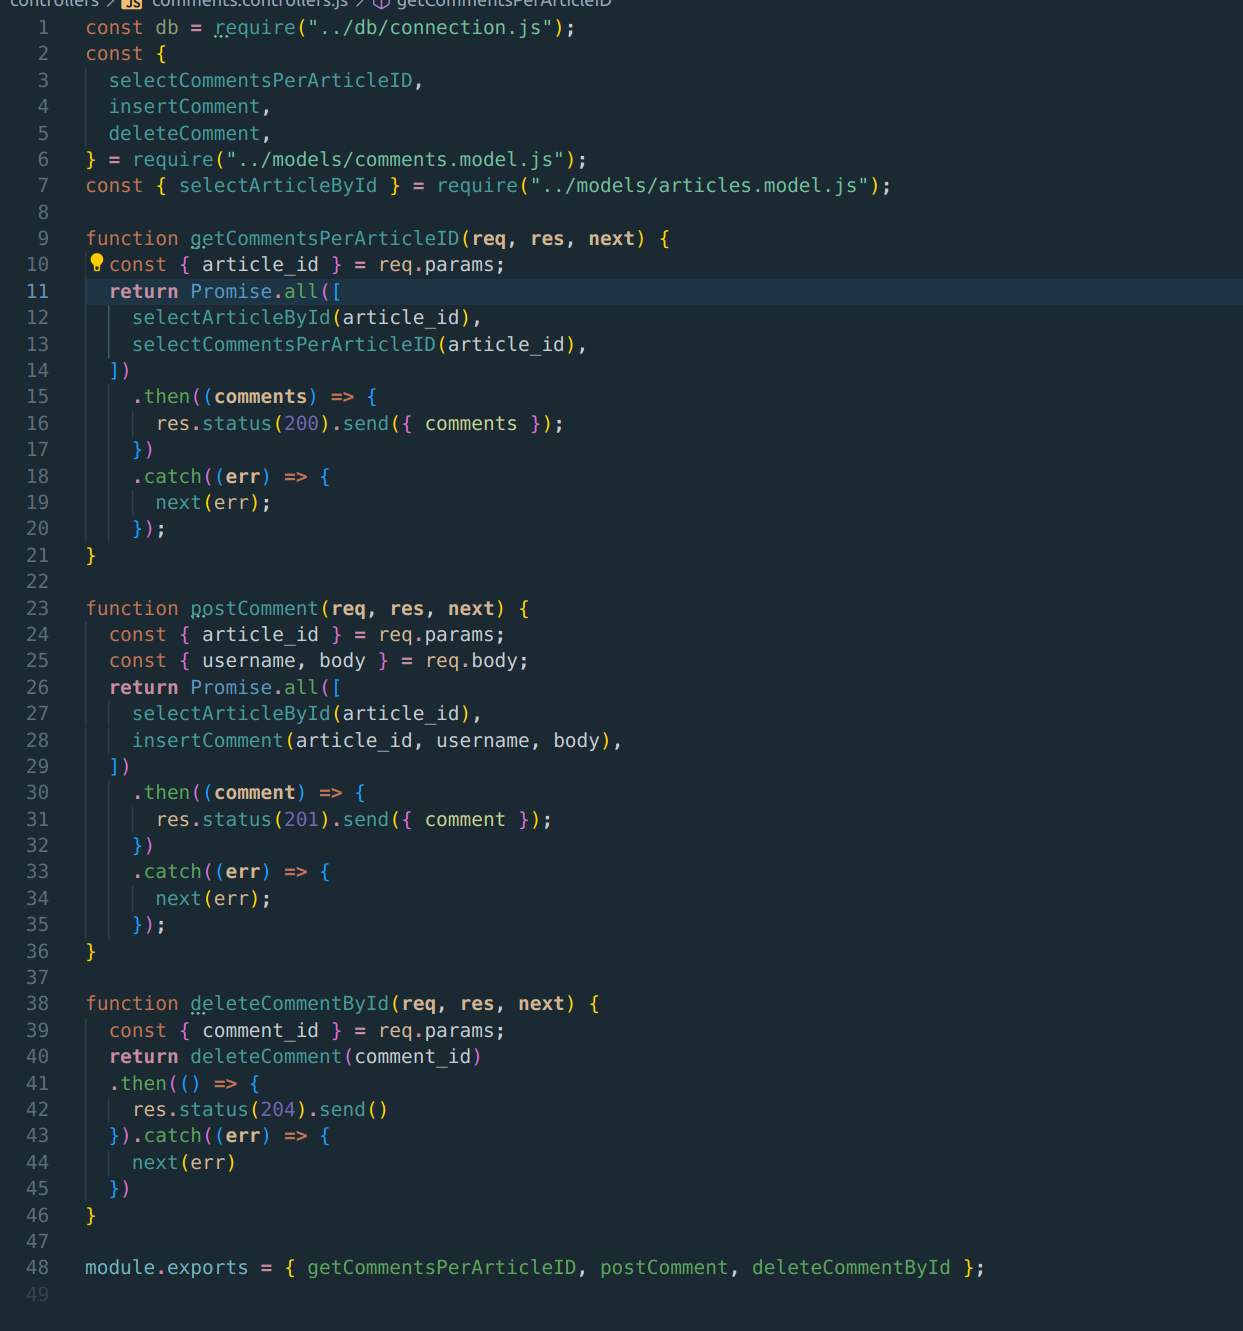 controllers > JS comments.controllers.js > getCommentsPerArticleID
1 const db = require("../db/connection.js");
2 const {
3 selectCommentsPerArticleID,
4 insertComment,
5 deleteComment,
6 } = require("../models/comments.model.js");
7 const { selectArticleById } = require("../models/articles.model.js");
8
9 function getCommentsPerArticleID(req, res, next) {
10 const { article_id } = req.params;
11 return Promise.all([
12 selectArticleById(article_id),
13 selectCommentsPerArticleID(article_id),
14 ])
15 .then((comments) => {
16 res.status(200).send({ comments });
17 })
18 .catch((err) => {
19 next(err);
20 });
21 }
22
23 function postComment(req, res, next) {
24 const { article_id } = req.params;
25 const { username, body } = req.body;
26 return Promise.all([
27 selectArticleById(article_id),
28 insertComment(article_id, username, body),
29 ])
30 .then((comment) => {
31 res.status(201).send({ comment });
32 })
33 .catch((err) => {
34 next(err);
35 });
36 }
37
38 function deleteCommentById(req, res, next) {
39 const { comment_id } = req.params;
40 return deleteComment(comment_id)
41 .then(() => {
42 res.status(204).send()
43 }).catch((err) => {
44 next(err)
45 })
46 }
47
48 module.exports = { getCommentsPerArticleID, postComment, deleteCommentById };
49